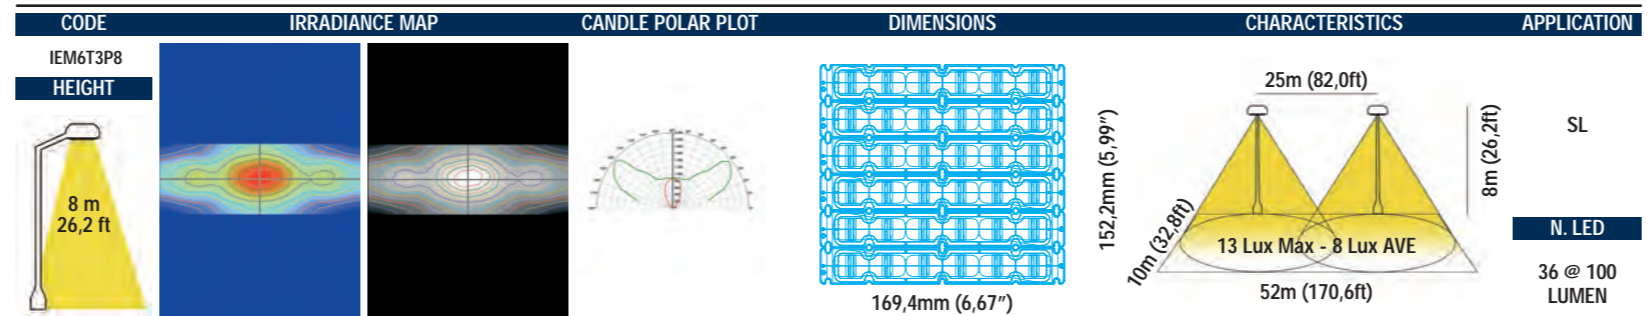 CODE
IRRADIANCE MAP
CANDLE POLAR PLOT
DIMENSIONS
CHARACTERISTICS
APPLICATION
IEM6T3P8
HEIGHT
8 m
26,2 ft
152,2mm (5,99″)
169,4mm (6,67″)
25m (82,0ft)
8m (26,2ft)
10m (32,8ft)
13 Lux Max - 8 Lux AVE
52m (170,6ft)
SL
N. LED
36 @ 100
LUMEN